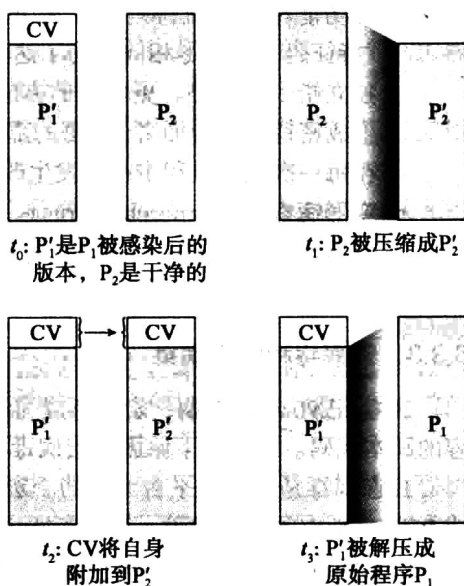 CV
P′₁
P₂
P₂
P′₂
t₀: P′₁是P₁被感染后的
版本，P₂是干净的
t₁: P₂被压缩成P′₂
CV
CV
P′₁
P′₂
CV
P′₁
P₁
t₂: CV将自身
附加到P′₂
t₃: P′₁被解压成
原始程序P₁